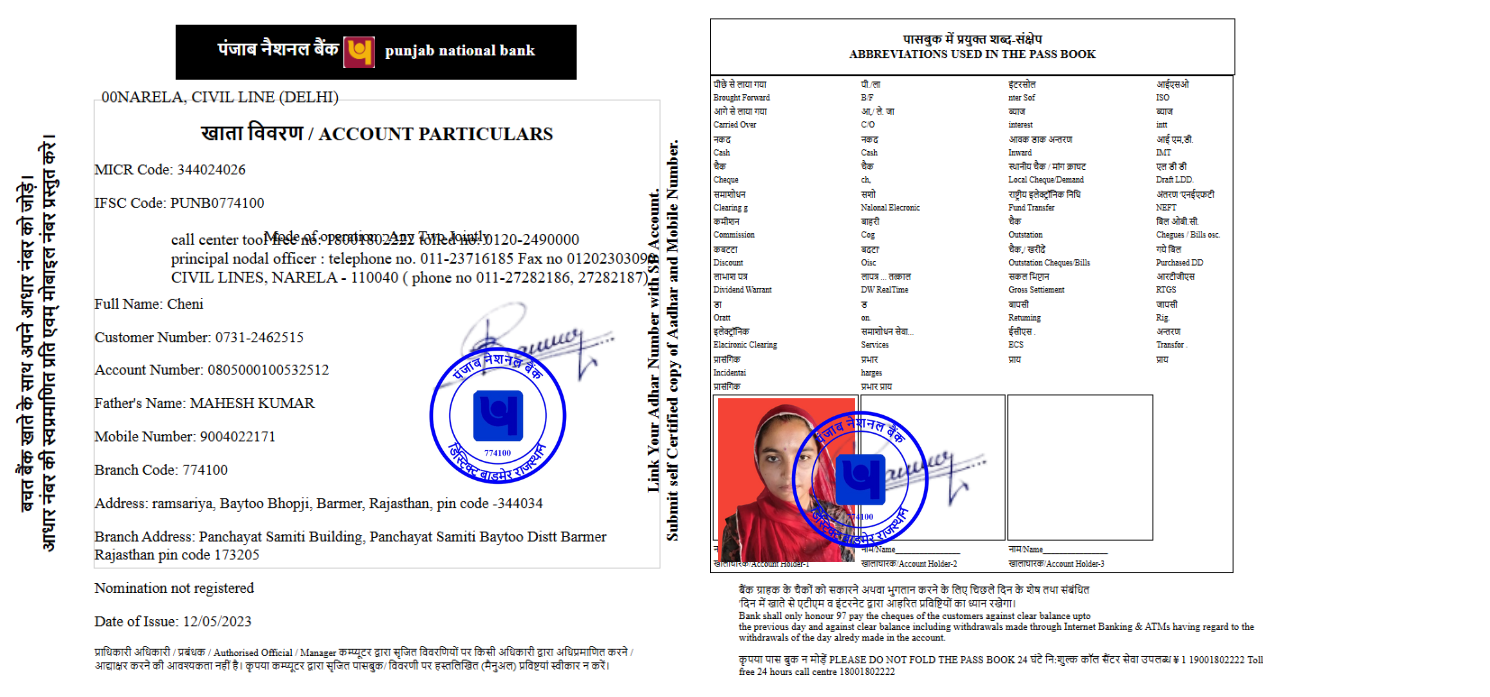 पंजाब नैशनल बैंक punjab national bank
00NARELA, CIVIL LINE (DELHI)
खाता विवरण / ACCOUNT PARTICULARS
MICR Code: 344024026
IFSC Code: PUNB0774100
Mode of operation : Any Two Jointly
call center tool free no. 18001802222 tolled no. 0120-2490000
principal nodal officer : telephone no. 011-23716185 Fax no 01202303090
CIVIL LINES, NARELA - 110040 ( phone no 011-27282186, 27282187)
Full Name: Cheni
Customer Number: 0731-2462515
Account Number: 0805000100532512
Father's Name: MAHESH KUMAR
Mobile Number: 9004022171
Branch Code: 774100
Address: ramsariya, Baytoo Bhopji, Barmer, Rajasthan, pin code -344034
Branch Address: Panchayat Samiti Building, Panchayat Samiti Baytoo Distt Barmer
Rajasthan pin code 173205
Nomination not registered
Date of Issue: 12/05/2023
प्राधिकारी अधिकारी / प्रबंधक / Authorised Official / Manager कम्प्यूटर द्वारा सृजित विवरणियों पर किसी अधिकारी द्वारा अधिप्रमाणित करने /
आद्याक्षर करने की आवश्यकता नहीं है। कृपया कम्प्यूटर द्वारा सृजित पासबुक/ विवरणी पर हस्तलिखित (मैनुअल) प्रविष्टयां स्वीकार न करें।
बचत बैंक खाते के साथ अपने आधार नंबर को जोड़े।
आधार नंबर की स्वप्रमाणित प्रति एवम् मोबाइल नंबर प्रस्तुत करे।
Link Your Adhar Number with SB Account.
Submit self Certified copy of Aadhar and Mobile Number.
पंजाब नैशनल बैंक
774100
डिस्ट्रिक्ट बाडमेर राजस्थान
पासबुक में प्रयुक्त शब्द-संक्षेप
ABBREVIATIONS USED IN THE PASS BOOK
पीछे से लाया गया पी./ला इंटरसोल आईएसओ
Brought Forward B/F nter Sof ISO
आगे से लाया गया आ,/ ले. जा ब्याज ब्याज
Carried Over C/O interest intt
नकद नकद आवक डाक अन्तरण आई एम,डी.
Cash Cash Inward IMT
चैक चैक स्थानीय चैक / मांग क्रापट एल डी डी
Cheque ch, Local Cheque/Demand Draft LDD.
समाशोधन सशो राष्ट्रीय इलेक्ट्रॉनिक निधि अंतरण 'एनईएफटी
Clearing g Nalonal Elecronic Fund Transfer NEFT
कमीशन बाहरी चैक बिल ओबी.सी.
Commission Cog Outstation Chegues / Bills osc.
कबटटा बढटा' चैक,/ खरीदें गये बिल
Discount Oisc Outstation Cheques/Bills Purchased DD
लाभाश पत्र लापत्र ... तत्काल सकल भिष्टान आरटीजीएस
Dividend Warrant DW RealTime Gross Settiement RTGS
डा ड वापसी जापसी
Oratt on. Retuming Rig.
इलेक्ट्रॉनिक समाशोधन सेवा... ईसीएस . अन्तरण
Elacironic Clearing Services ECS Transfor .
प्रासंगिक प्रभार प्राय प्राय
Incidentai harges
प्रासंगिक प्रभार प्राय
पंजाब नैशनल बैंक
774100
डिस्ट्रिक्ट बाडमेर राजस्थान
नाम/Name नाम/Name
खाताधारक/Account Holder-1 खाताधारक/Account Holder-2 खाताधारक/Account Holder-3
बैंक ग्राहक के चैकों को सकारने अथवा भुगतान करने के लिए चिछले दिन के शेष तथा संबंधित
'दिन में खाते से एटीएम व इंटरनेट द्वारा आहरित प्रविष्टियों का ध्यान रखेगा।
Bank shall only honour 97 pay the cheques of the customers against clear balance upto
the previous day and against clear balance including withdrawals made through Internet Banking & ATMs having regard to the
withdrawals of the day alredy made in the account.
कृपया पास बुक न मोड़ें PLEASE DO NOT FOLD THE PASS BOOK 24 घंटे नि:शुल्क कॉल सैंटर सेवा उपलब्ध ¥ 1 19001802222 Toll
free 24 hours call centre 18001802222